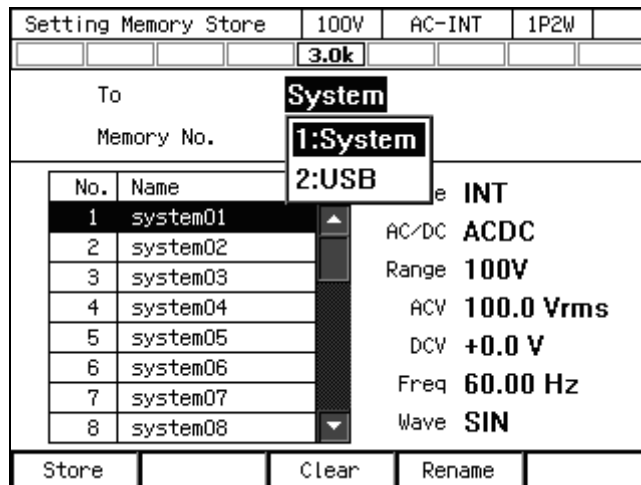 Setting Memory Store 100V AC-INT 1P2W
3.0k
To System
Memory No. 1:System
2:USB
No. Name e INT
1 system01 AC/DC ACDC
2 system02
3 system03 Range 100V
4 system04 ACV 100.0 Vrms
5 system05 DCV +0.0 V
6 system06 Freq 60.00 Hz
7 system07
8 system08 Wave SIN
Store Clear Rename